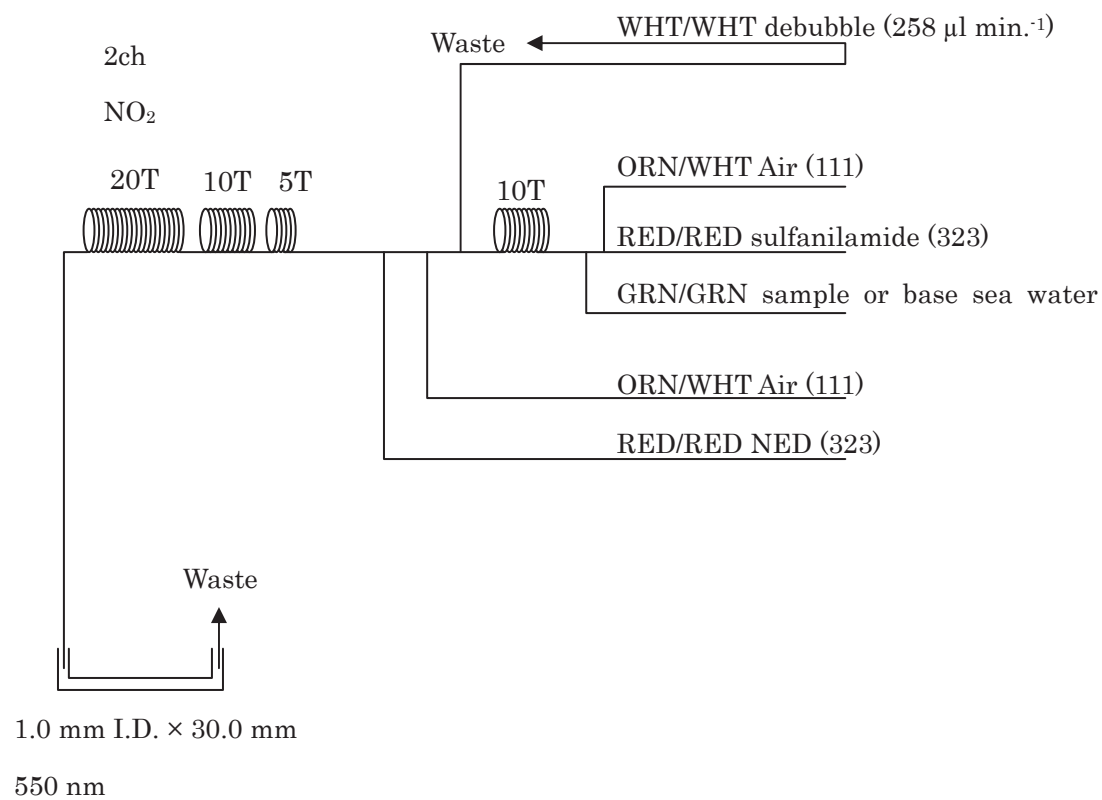 WHT/WHT debubble (258 µl min.⁻¹)
Waste
2ch
NO₂
ORN/WHT Air (111)
20T
10T
5T
10T
RED/RED sulfanilamide (323)
GRN/GRN sample or base sea water
ORN/WHT Air (111)
RED/RED NED (323)
Waste
1.0 mm I.D. × 30.0 mm
550 nm